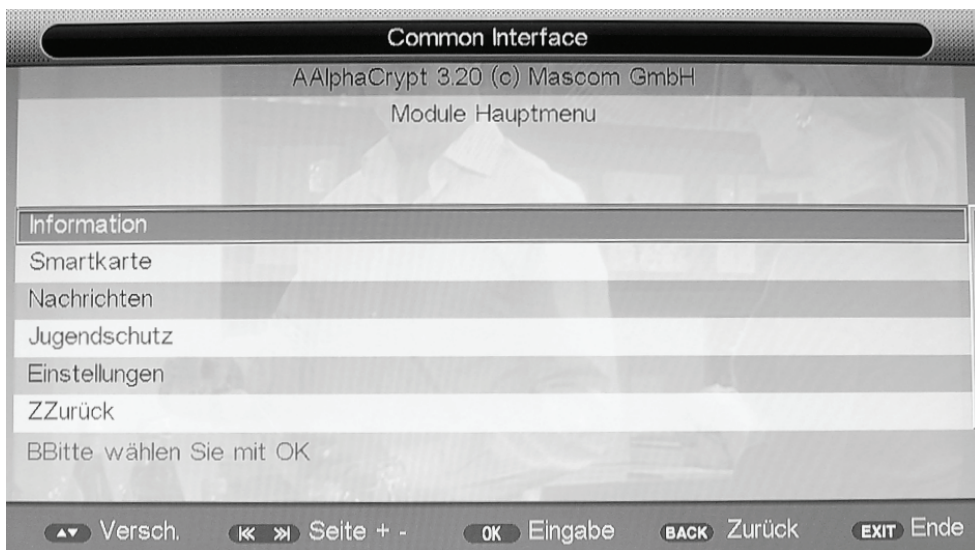 Common Interface
AAlphaCrypt 3.20 (c) Mascom GmbH
Module Hauptmenu
Information
Smartkarte
Nachrichten
Jugendschutz
Einstellungen
ZZurück
BBitte wählen Sie mit OK
Versch. Seite + - OK Eingabe BACK Zurück EXIT Ende